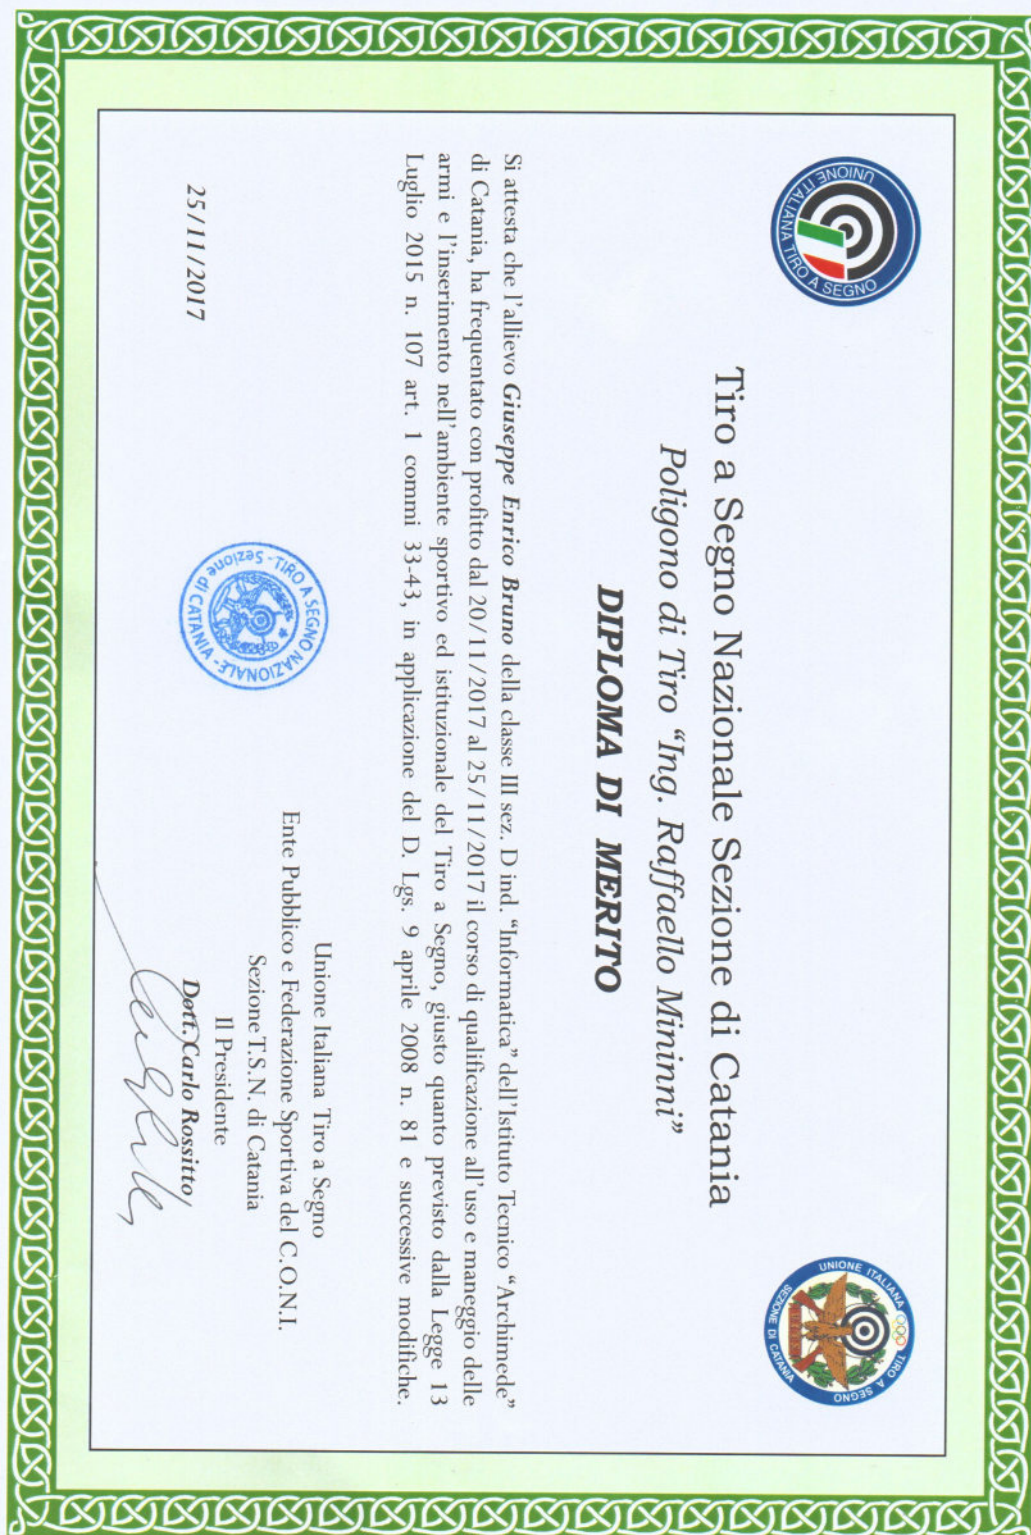 UNIONE ITALIANA TIRO A SEGNO
UNIONE ITALIANA TIRO A SEGNO
SEZIONE DI CATANIA
Tiro a Segno Nazionale Sezione di Catania
Poligono di Tiro “Ing. Raffaello Mininni”
DIPLOMA DI MERITO
Si attesta che l'allievo Giuseppe Enrico Bruno della classe III sez. D ind. “Informatica” dell'Istituto Tecnico “Archimede”
di Catania, ha frequentato con profitto dal 20/11/2017 al 25/11/2017 il corso di qualificazione all'uso e maneggio delle
armi e l'inserimento nell'ambiente sportivo ed istituzionale del Tiro a Segno, giusto quanto previsto dalla Legge 13
Luglio 2015 n. 107 art. 1 commi 33-43, in applicazione del D. Lgs. 9 aprile 2008 n. 81 e successive modifiche.
Unione Italiana Tiro a Segno
Ente Pubblico e Federazione Sportiva del C.O.N.I.
Sezione T.S.N. di Catania
Il Presidente
Dott. Carlo Rossitto
25/11/2017
TIRO A SEGNO NAZIONALE - Sezione di CATANIA -